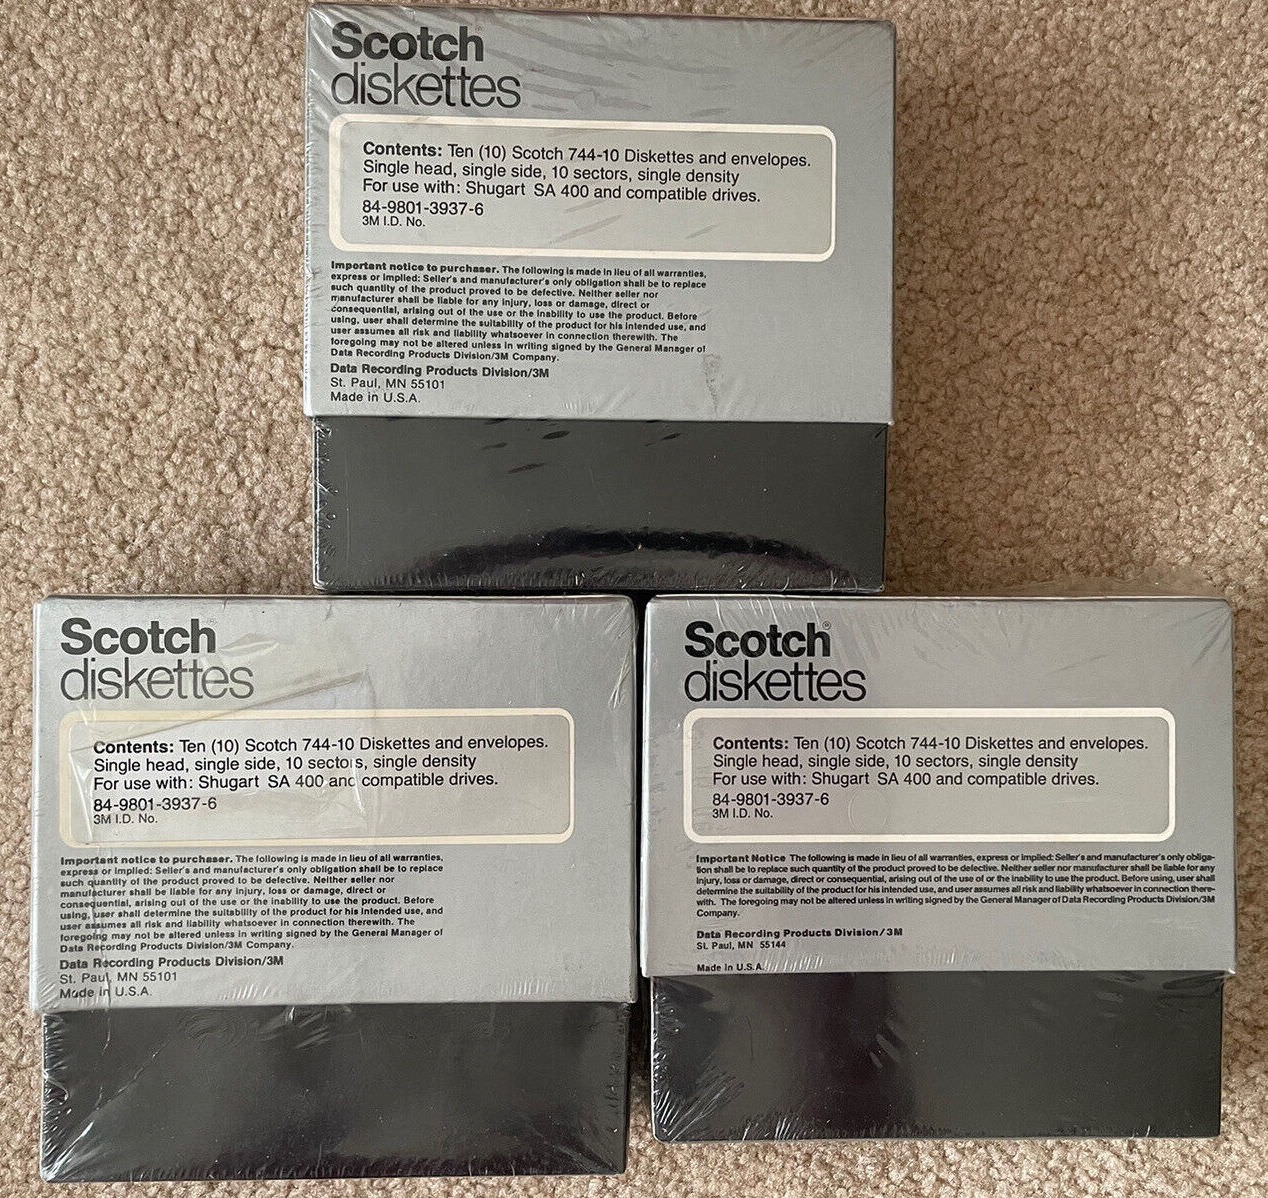 Scotch®
diskettes
Contents: Ten (10) Scotch 744-10 Diskettes and envelopes.
Single head, single side, 10 sectors, single density
For use with: Shugart SA 400 and compatible drives.
84-9801-3937-6
3M I.D. No.
Important notice to purchaser. The following is made in lieu of all warranties,
express or implied: Seller's and manufacturer's only obligation shall be to replace
such quantity of the product proved to be defective. Neither seller nor
manufacturer shall be liable for any injury, loss or damage, direct or
consequential, arising out of the use or the inability to use the product. Before
using, user shall determine the suitability of the product for his intended use, and
user assumes all risk and liability whatsoever in connection therewith. The
foregoing may not be altered unless in writing signed by the General Manager of
Data Recording Products Division/3M Company.
Data Recording Products Division/3M
St. Paul, MN 55101
Made in U.S.A.
Scotch®
diskettes
Contents: Ten (10) Scotch 744-10 Diskettes and envelopes.
Single head, single side, 10 sectors, single density
For use with: Shugart SA 400 and compatible drives.
84-9801-3937-6
3M I.D. No.
Important notice to purchaser. The following is made in lieu of all warranties,
express or implied: Seller's and manufacturer's only obligation shall be to replace
such quantity of the product proved to be defective. Neither seller nor
manufacturer shall be liable for any injury, loss or damage, direct or
consequential, arising out of the use or the inability to use the product. Before
using, user shall determine the suitability of the product for his intended use, and
user assumes all risk and liability whatsoever in connection therewith. The
foregoing may not be altered unless in writing signed by the General Manager of
Data Recording Products Division/3M Company.
Data Recording Products Division/3M
St. Paul, MN 55101
Made in U.S.A.
Scotch®
diskettes
Contents: Ten (10) Scotch 744-10 Diskettes and envelopes.
Single head, single side, 10 sectors, single density
For use with: Shugart SA 400 and compatible drives.
84-9801-3937-6
3M I.D. No.
Important Notice The following is made in lieu of all warranties, express or implied: Seller's and manufacturer's only obliga-
tion shall be to replace such quantity of the product proved to be defective. Neither seller nor manufacturer shall be liable for any
injury, loss or damage, direct or consequential, arising out of the use of or the inability to use the product. Before using, user shall
determine the suitability of the product for his intended use, and user assumes all risk and liability whatsoever in connection there-
with. The foregoing may not be altered unless in writing signed by the General Manager of Data Recording Products Division/3M
Company.
Data Recording Products Division/3M
St. Paul, MN 55144
Made in U.S.A.